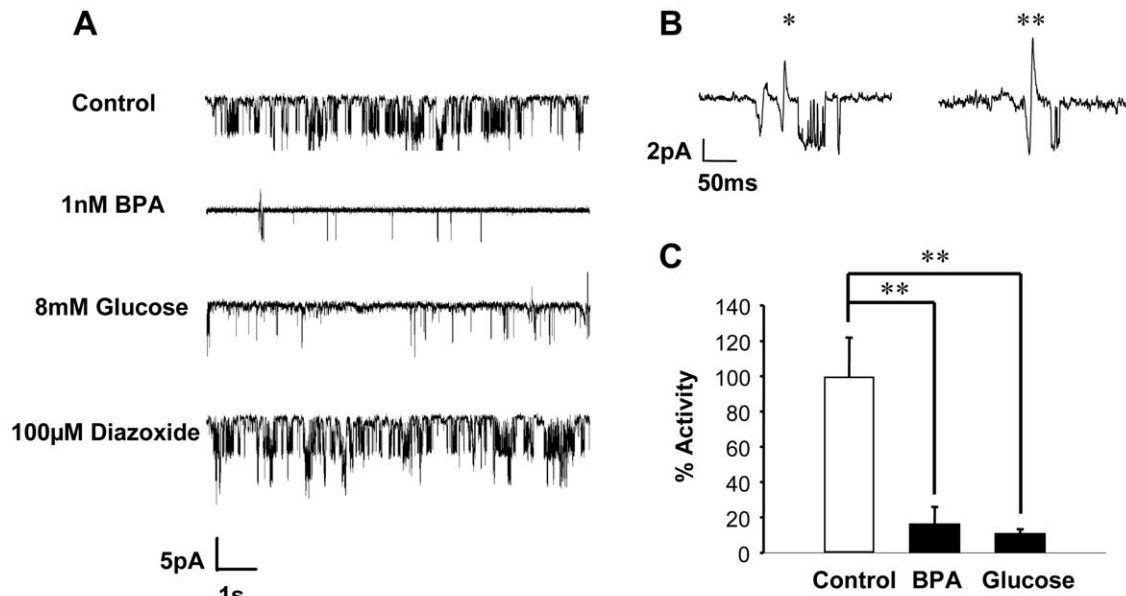 A
Control
1nM BPA
8mM Glucose
100µM Diazoxide
5pA
1s
B
*
**
2pA
50ms
C
**
**
% Activity
140
120
100
80
60
40
20
0
Control BPA Glucose